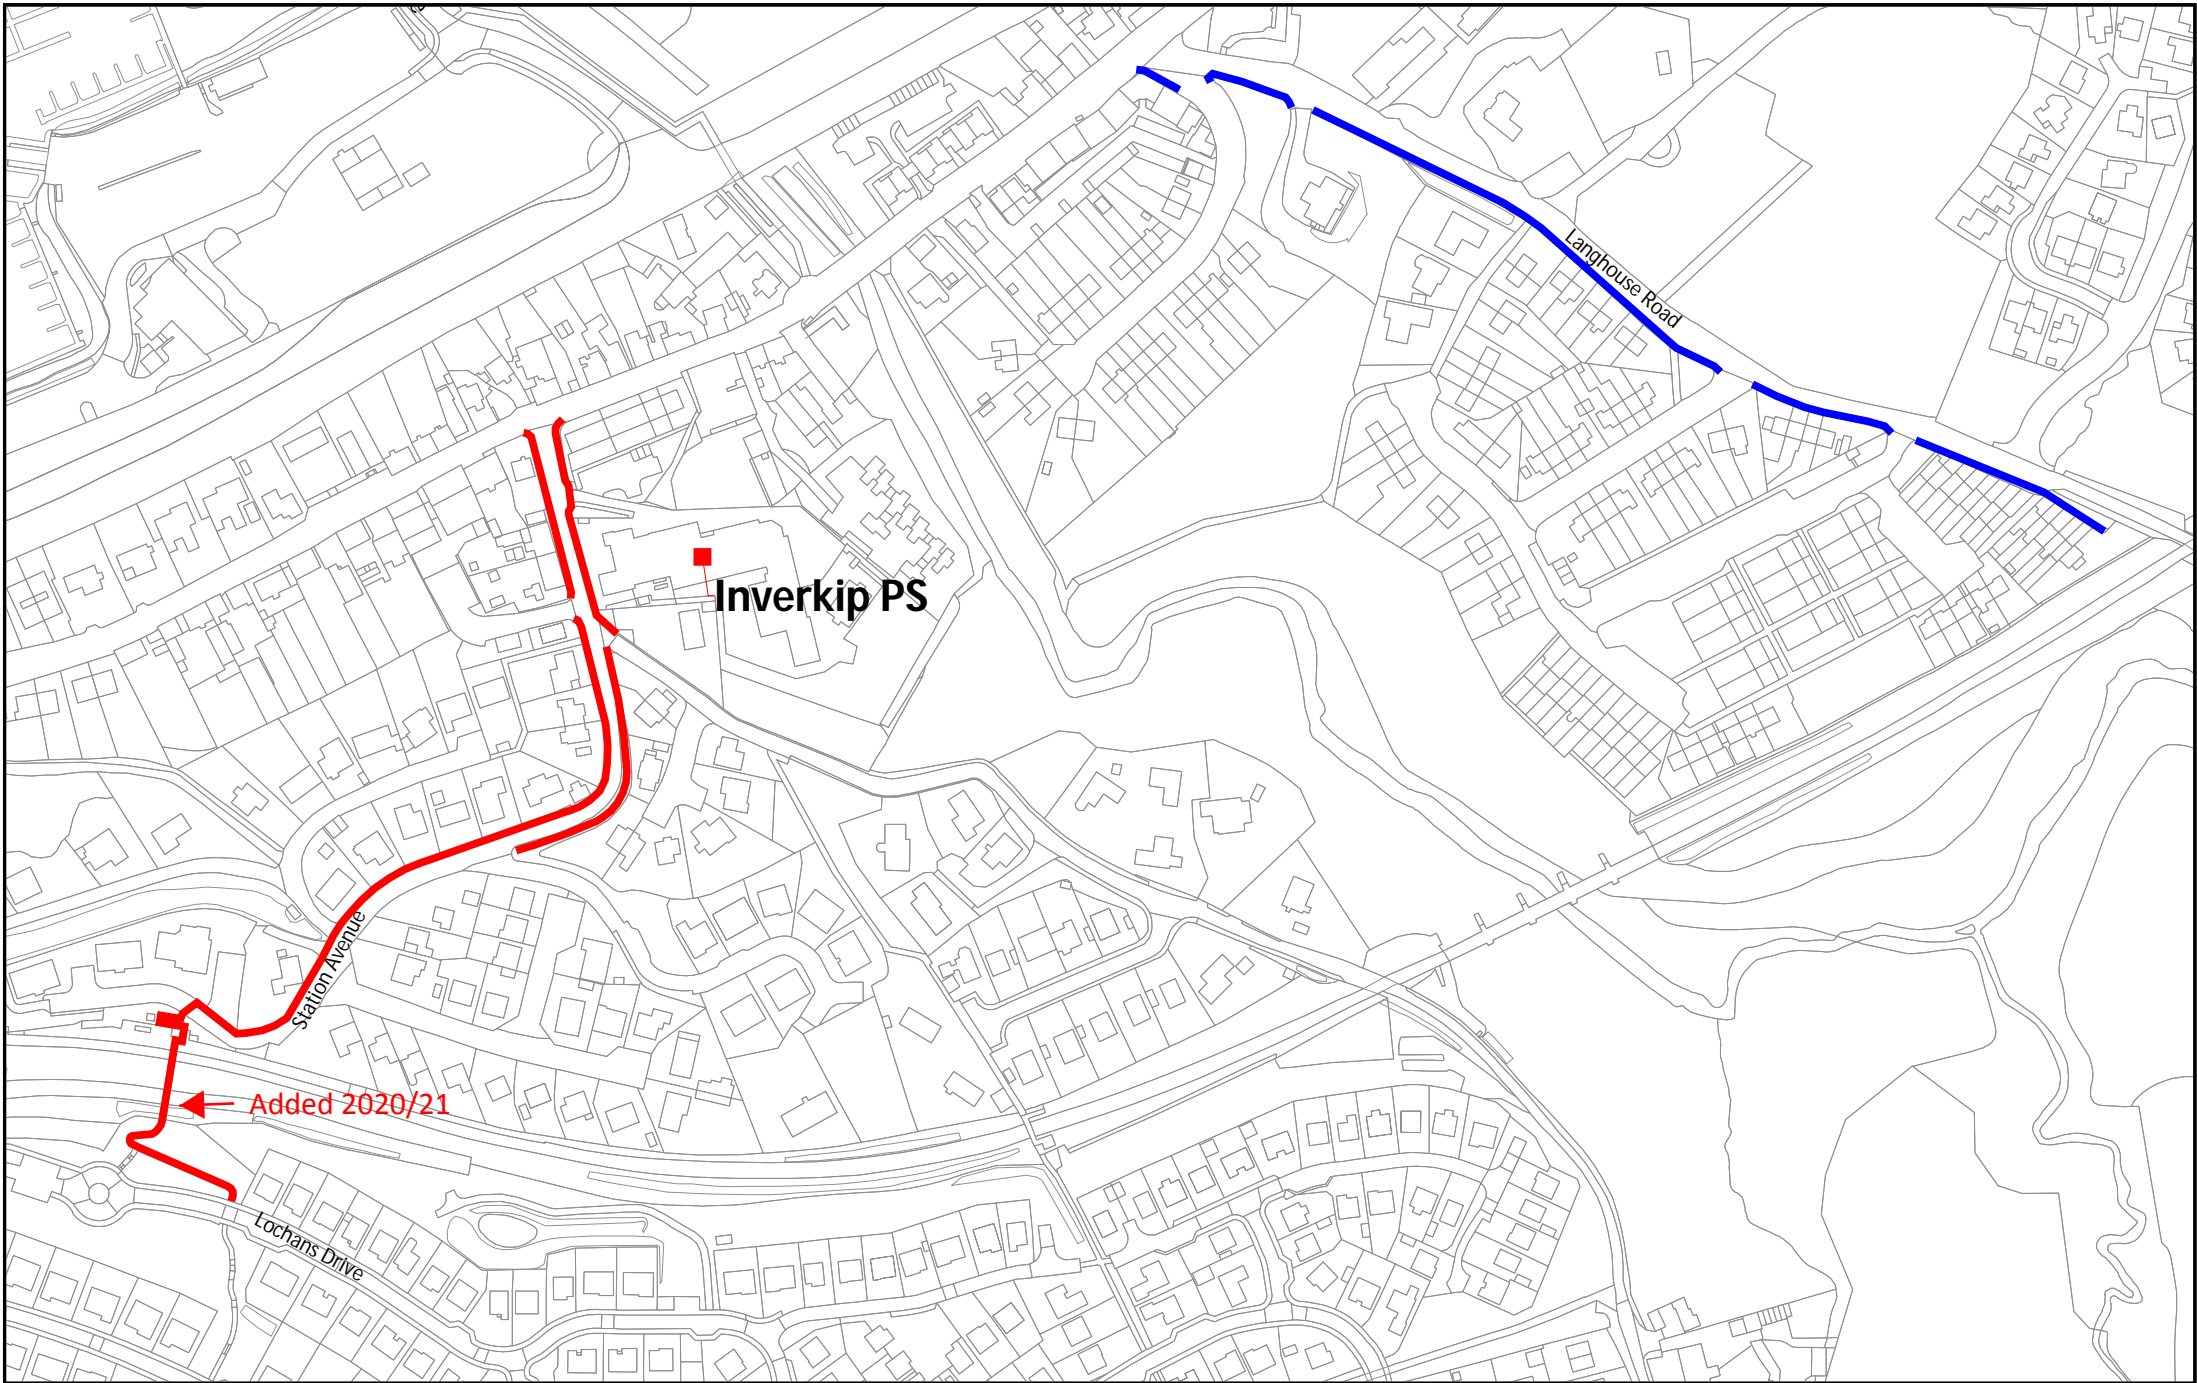 Langhouse Road
Inverkip PS
Station Avenue
Added 2020/21
Lochans Drive